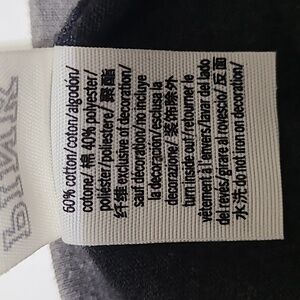 60% cotton/coton/algodón/
cotone/ 棉 40% polyester/
polyester/poliestere/ 聚酯
纤维 exclusive of decoration/
sauf décoration/no incluye
la decoración/esclusa la
decorazione/ 装饰除外
turn inside out/retourner le
vêtement à l'envers/lavar del lado
del revés/girare al rovescio/ 反面
水洗 do not iron on decoration/
PINK